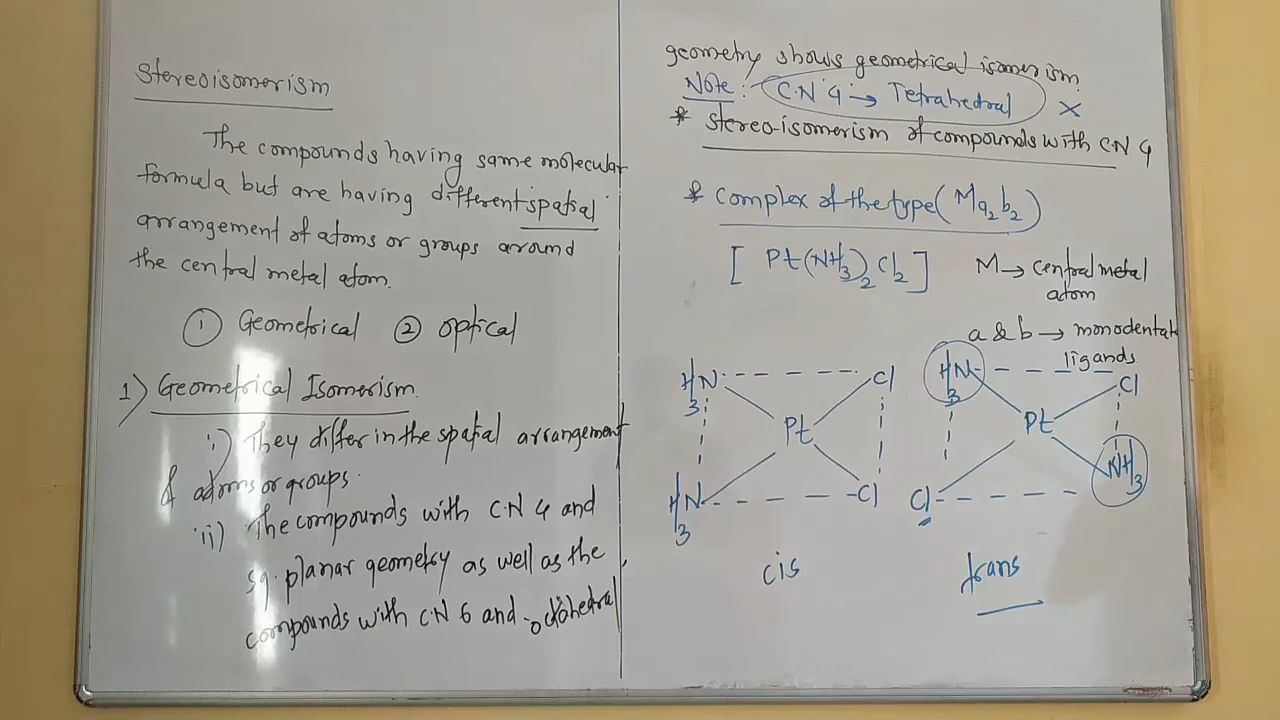 Stereoisomerism
The compounds having same molecular
formula but are having different spatial
arrangement of atoms or groups around
the central metal atom.
① Geometrical ② optical
1) Geometrical Isomerism.
i) They differ in the spatial arrangement
of atoms or groups.
ii) The compounds with C.N 4 and
sq. planar geometry as well as the
compounds with C.N 6 and octahedral
geometry shows geometrical isomerism.
Note: C.N 4 → Tetrahedral ×
* stereo-isomerism of compounds with C.N 4
* complex of the type (Ma₂b₂)
[Pt(NH₃)₂Cl₂] M → central metal
atom
a & b → monodentate
ligands
H₃N Cl
Pt
H₃N Cl
cis
H₃N Cl
Pt
Cl NH₃
trans